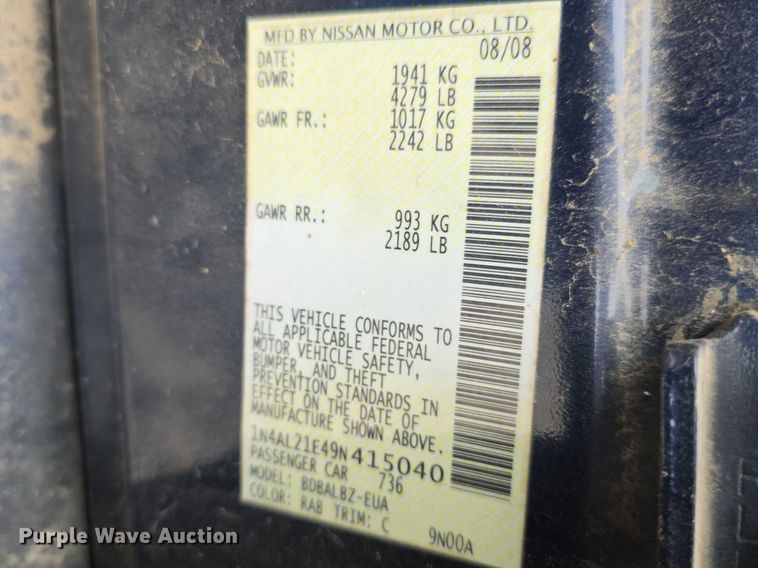 MFD BY NISSAN MOTOR CO., LTD.
DATE: 08/08
GVWR: 1941 KG
4279 LB
GAWR FR.: 1017 KG
2242 LB
GAWR RR.: 993 KG
2189 LB
THIS VEHICLE CONFORMS TO
ALL APPLICABLE FEDERAL
MOTOR VEHICLE SAFETY,
BUMPER, AND THEFT
PREVENTION STANDARDS IN
EFFECT ON THE DATE OF
MANUFACTURE SHOWN ABOVE.
1N4AL21E49N415040
PASSENGER CAR 736
MODEL: BDBALBZ-EUA
COLOR: RAB TRIM: C 9N00A
Purple Wave Auction